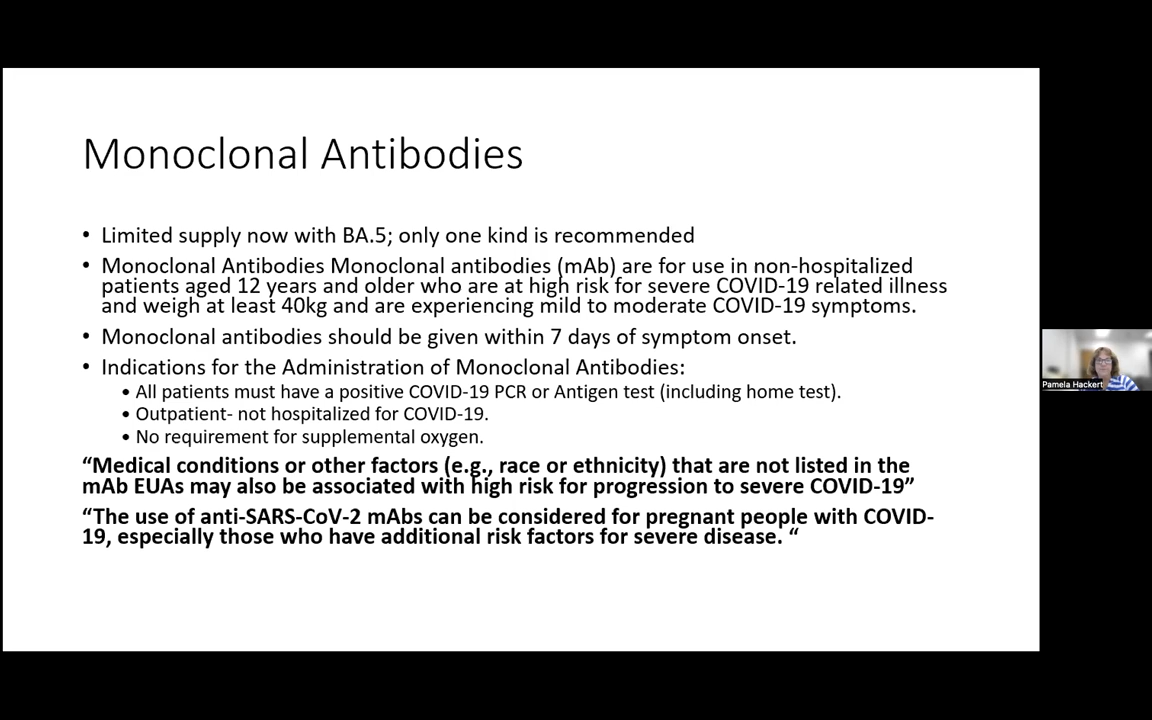 Monoclonal Antibodies
• Limited supply now with BA.5; only one kind is recommended
• Monoclonal Antibodies Monoclonal antibodies (mAb) are for use in non-hospitalized
patients aged 12 years and older who are at high risk for severe COVID-19 related illness
and weigh at least 40kg and are experiencing mild to moderate COVID-19 symptoms.
• Monoclonal antibodies should be given within 7 days of symptom onset.
• Indications for the Administration of Monoclonal Antibodies:
• All patients must have a positive COVID-19 PCR or Antigen test (including home test).
• Outpatient- not hospitalized for COVID-19.
• No requirement for supplemental oxygen.
“Medical conditions or other factors (e.g., race or ethnicity) that are not listed in the
mAb EUAs may also be associated with high risk for progression to severe COVID-19”
“The use of anti-SARS-CoV-2 mAbs can be considered for pregnant people with COVID-
19, especially those who have additional risk factors for severe disease. “
Pamela Hackert